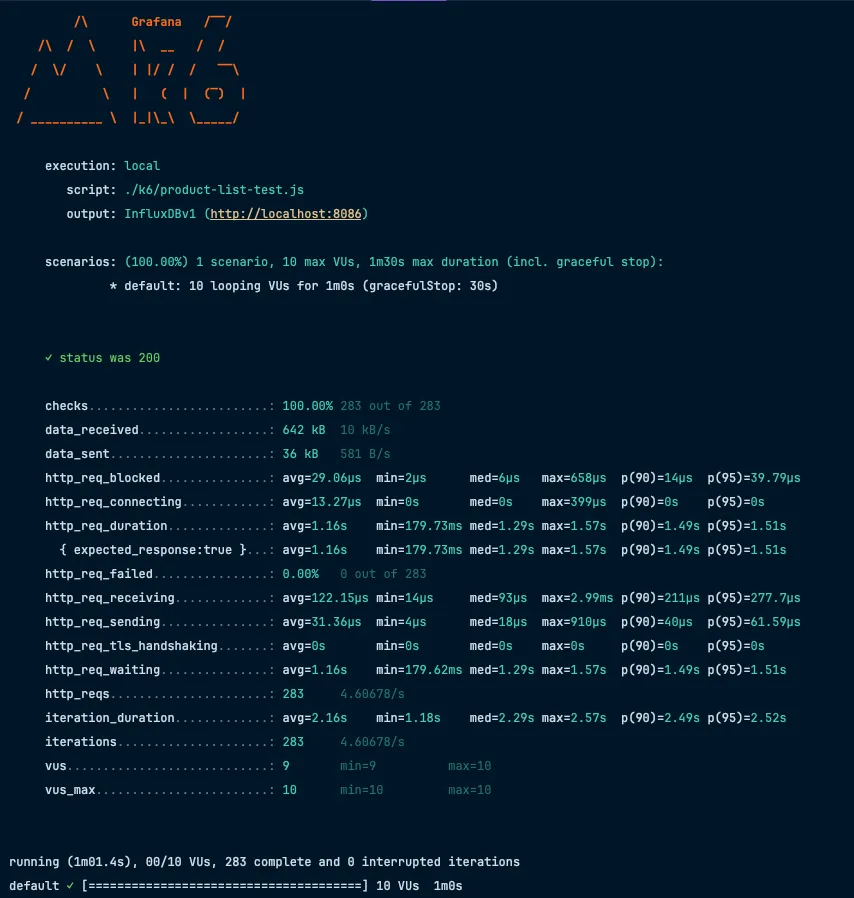 /\      Grafana   /‾‾/
    /\  /  \     |\  __   /  /
   /  \/    \    | |/ /  /   ‾‾\
  /          \   |   (  |  (‾)  |
 / __________ \  |_|\_\  \_____/
     execution: local
        script: ./k6/product-list-test.js
        output: InfluxDBv1 (http://localhost:8086)
     scenarios: (100.00%) 1 scenario, 10 max VUs, 1m30s max duration (incl. graceful stop):
              * default: 10 looping VUs for 1m0s (gracefulStop: 30s)
     ✓ status was 200
     checks.........................: 100.00% 283 out of 283
     data_received..................: 642 kB  10 kB/s
     data_sent......................: 36 kB   581 B/s
     http_req_blocked...............: avg=29.06µs  min=2µs      med=6µs   max=658µs  p(90)=14µs  p(95)=39.79µs
     http_req_connecting............: avg=13.27µs  min=0s       med=0s    max=399µs  p(90)=0s    p(95)=0s
     http_req_duration..............: avg=1.16s    min=179.73ms med=1.29s max=1.57s  p(90)=1.49s p(95)=1.51s
       { expected_response:true }...: avg=1.16s    min=179.73ms med=1.29s max=1.57s  p(90)=1.49s p(95)=1.51s
     http_req_failed................: 0.00%   0 out of 283
     http_req_receiving.............: avg=122.15µs min=14µs     med=93µs  max=2.99ms p(90)=211µs p(95)=277.7µs
     http_req_sending...............: avg=31.36µs  min=4µs      med=18µs  max=910µs  p(90)=40µs  p(95)=61.59µs
     http_req_tls_handshaking.......: avg=0s       min=0s       med=0s    max=0s     p(90)=0s    p(95)=0s
     http_req_waiting...............: avg=1.16s    min=179.62ms med=1.29s max=1.57s  p(90)=1.49s p(95)=1.51s
     http_reqs......................: 283     4.60678/s
     iteration_duration.............: avg=2.16s    min=1.18s    med=2.29s max=2.57s  p(90)=2.49s p(95)=2.52s
     iterations.....................: 283     4.60678/s
     vus............................: 9       min=9          max=10
     vus_max........................: 10      min=10         max=10
running (1m01.4s), 00/10 VUs, 283 complete and 0 interrupted iterations
default ✓ [======================================] 10 VUs  1m0s